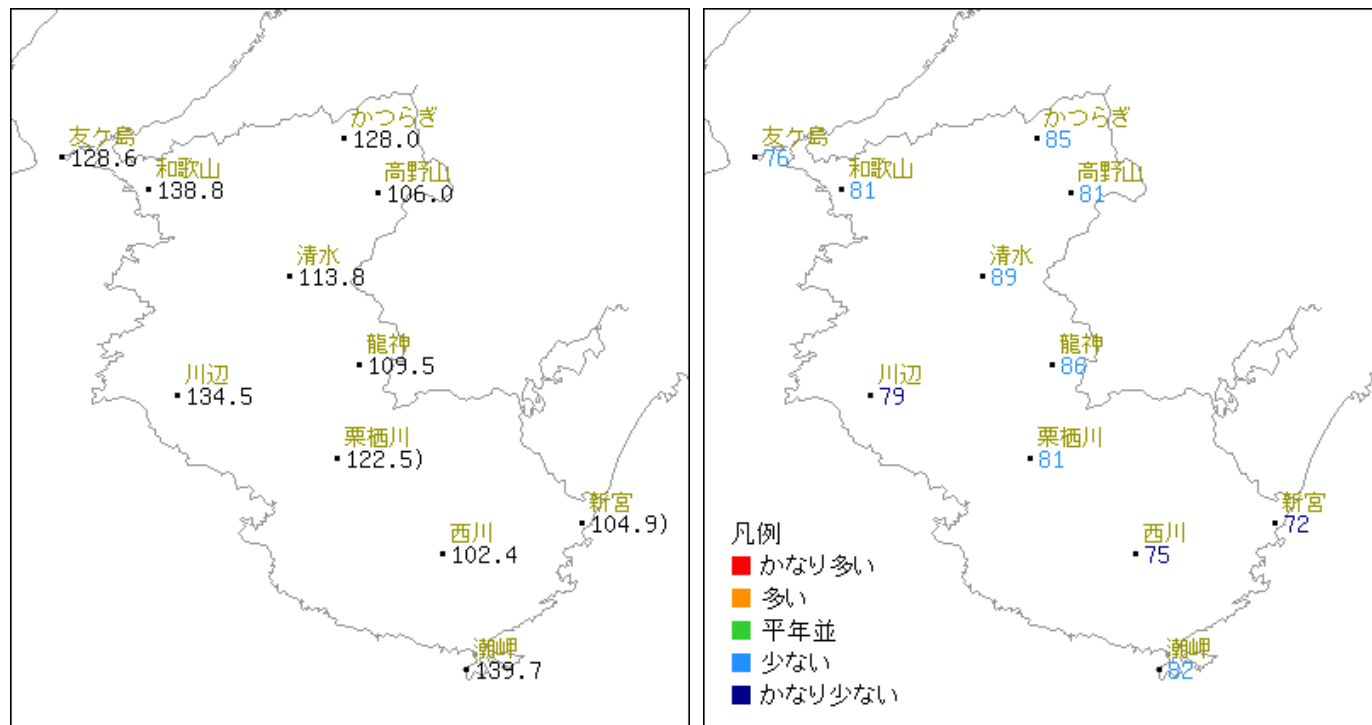 かつらぎ
128.0
友ケ島
128.6
和歌山
138.8
高野山
106.0
清水
113.8
龍神
109.5
川辺
134.5
栗栖川
122.5)
新宮
104.9)
西川
102.4
潮岬
139.7
かつらぎ
85
友ケ島
76
和歌山
81
高野山
81
清水
89
龍神
86
川辺
79
栗栖川
81
新宮
72
西川
75
潮岬
82
凡例
かなり多い
多い
平年並
少ない
かなり少ない